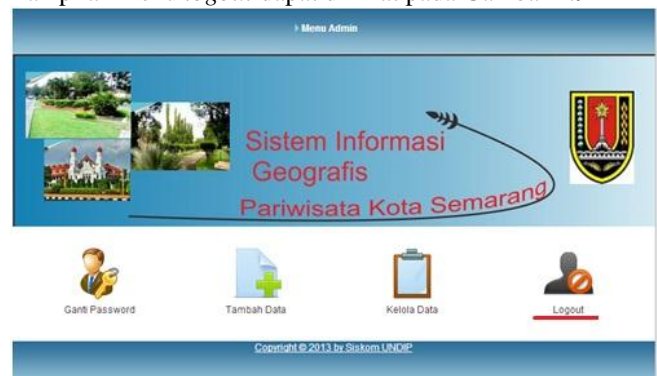 Menu Admin
Sistem Informasi
Geografis
Pariwisata Kota Semarang
Ganti Password
Tambah Data
Kelola Data
Logout
Copyright © 2013 by Siskom UNDIP